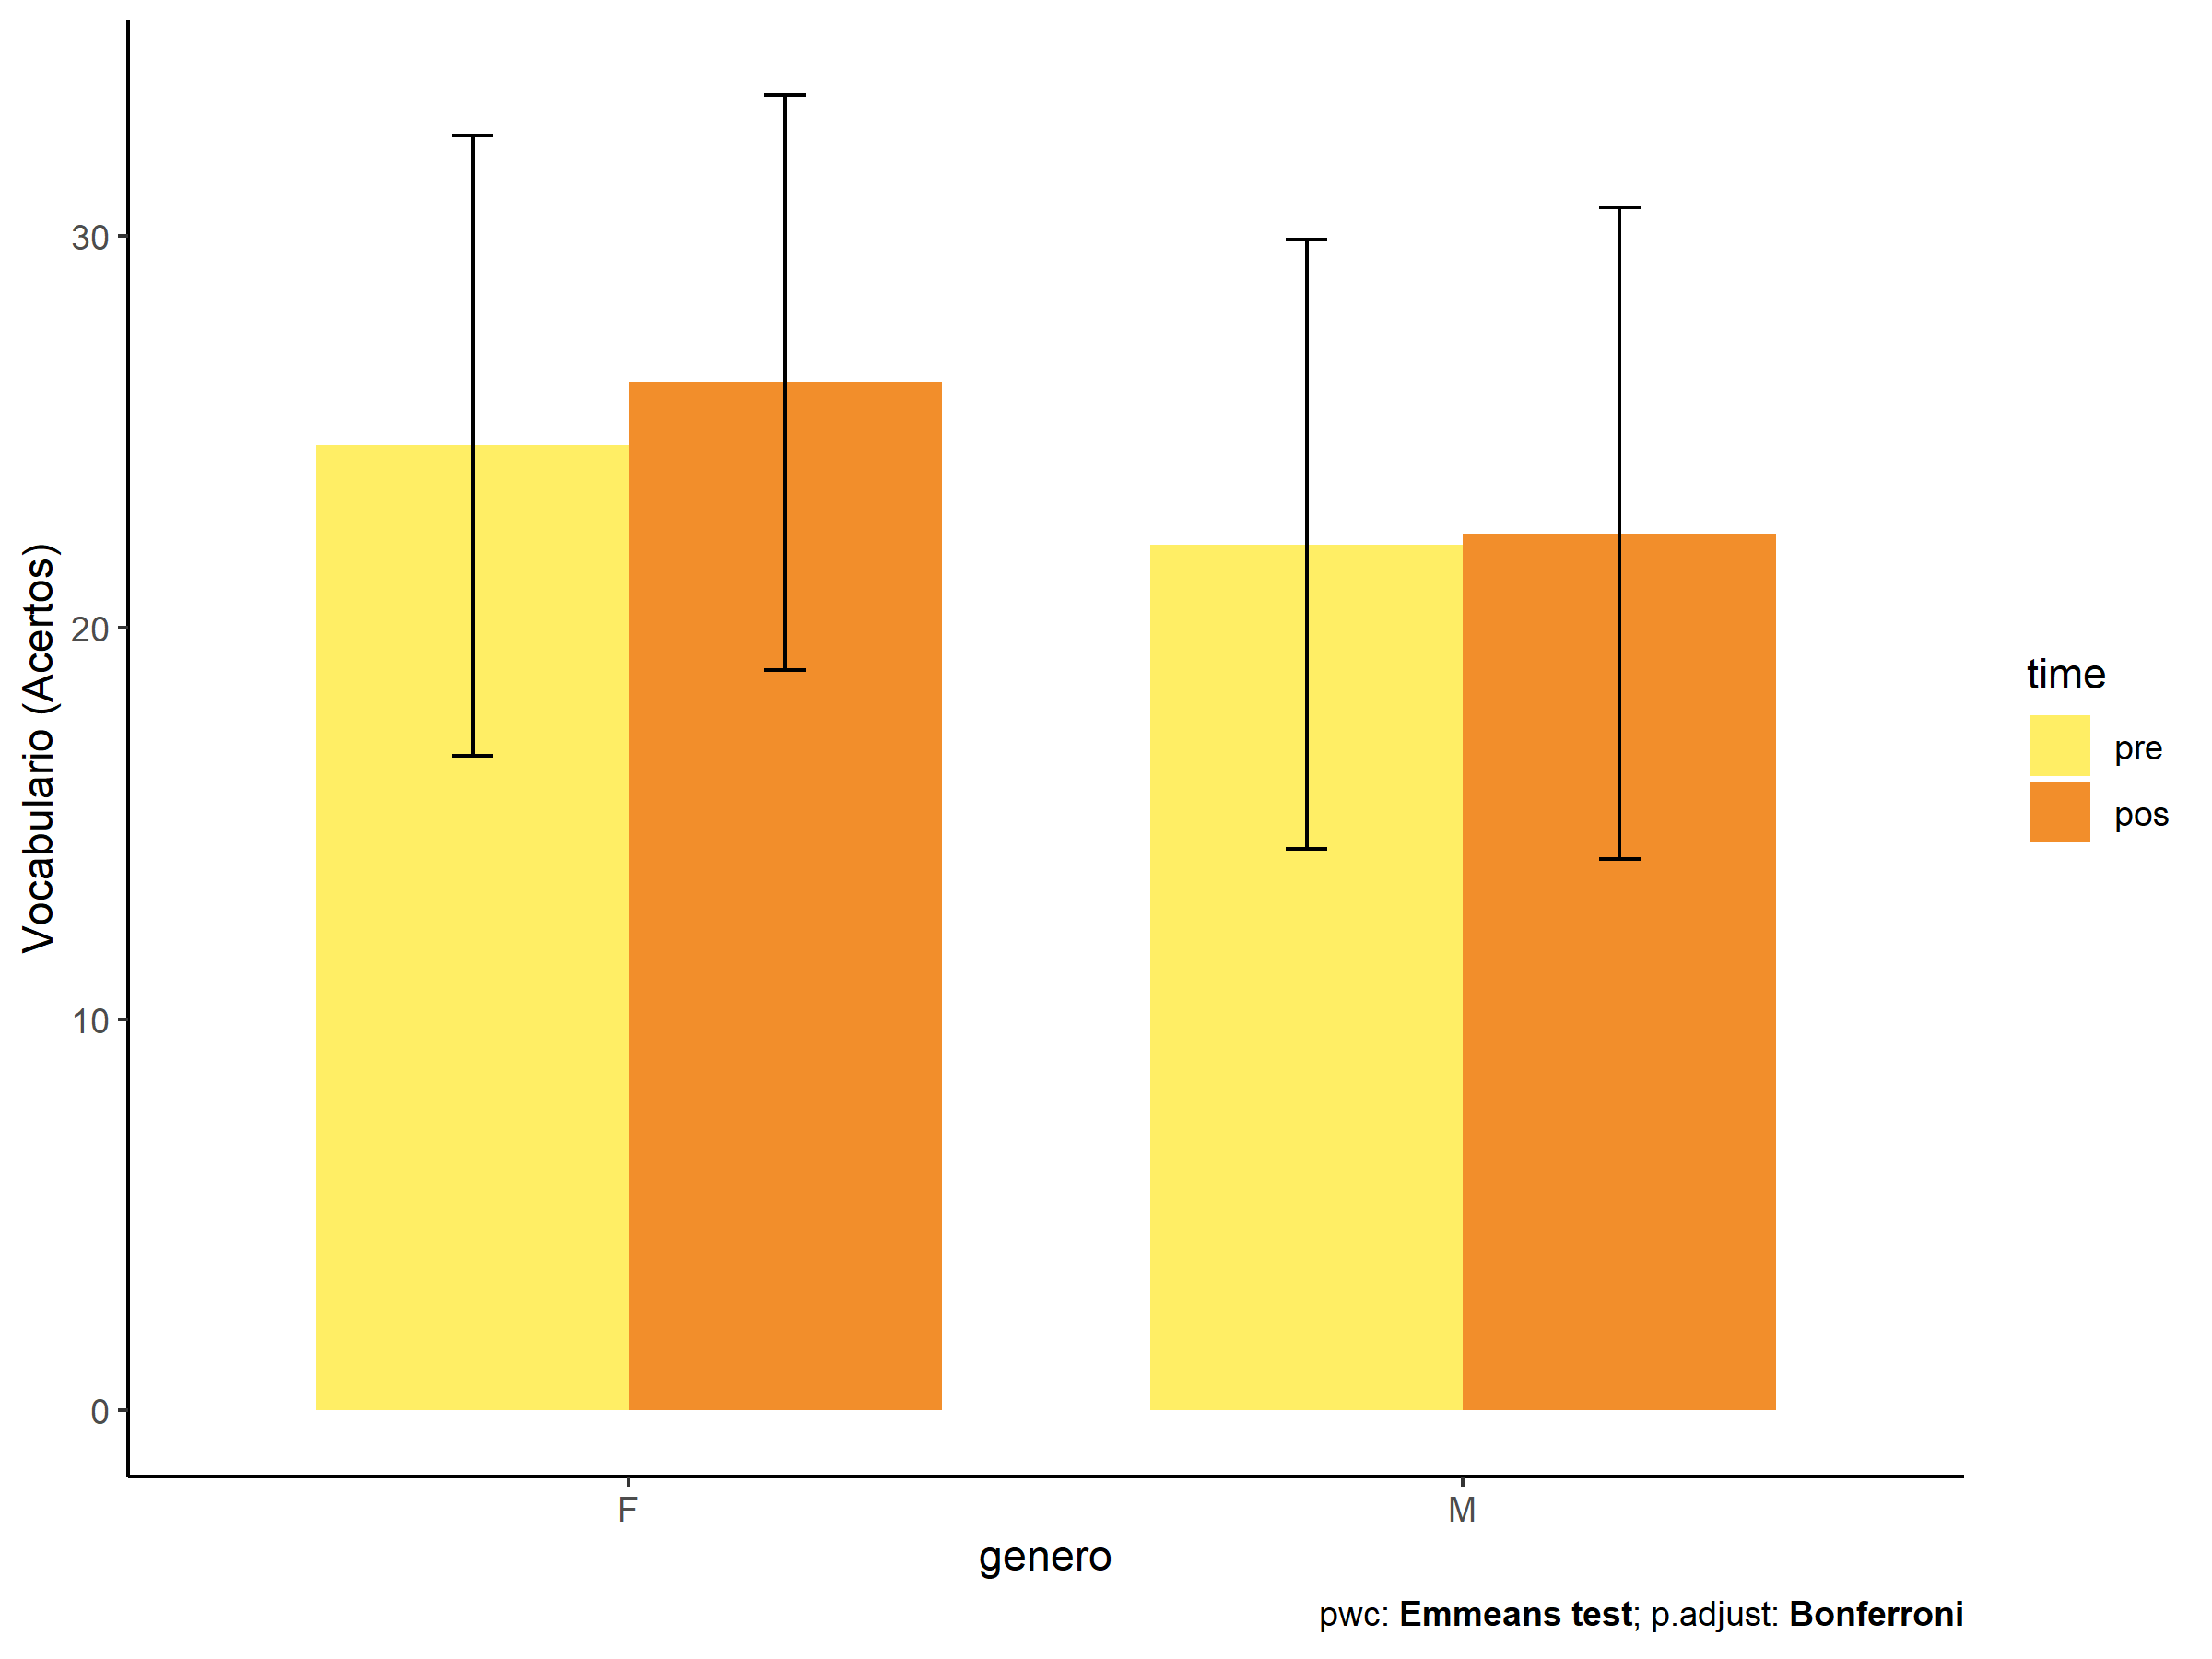 Vocabulario (Acertos)
30
20
10
0
F
M
genero
time
pre
pos
pwc: Emmeans test; p.adjust: Bonferroni